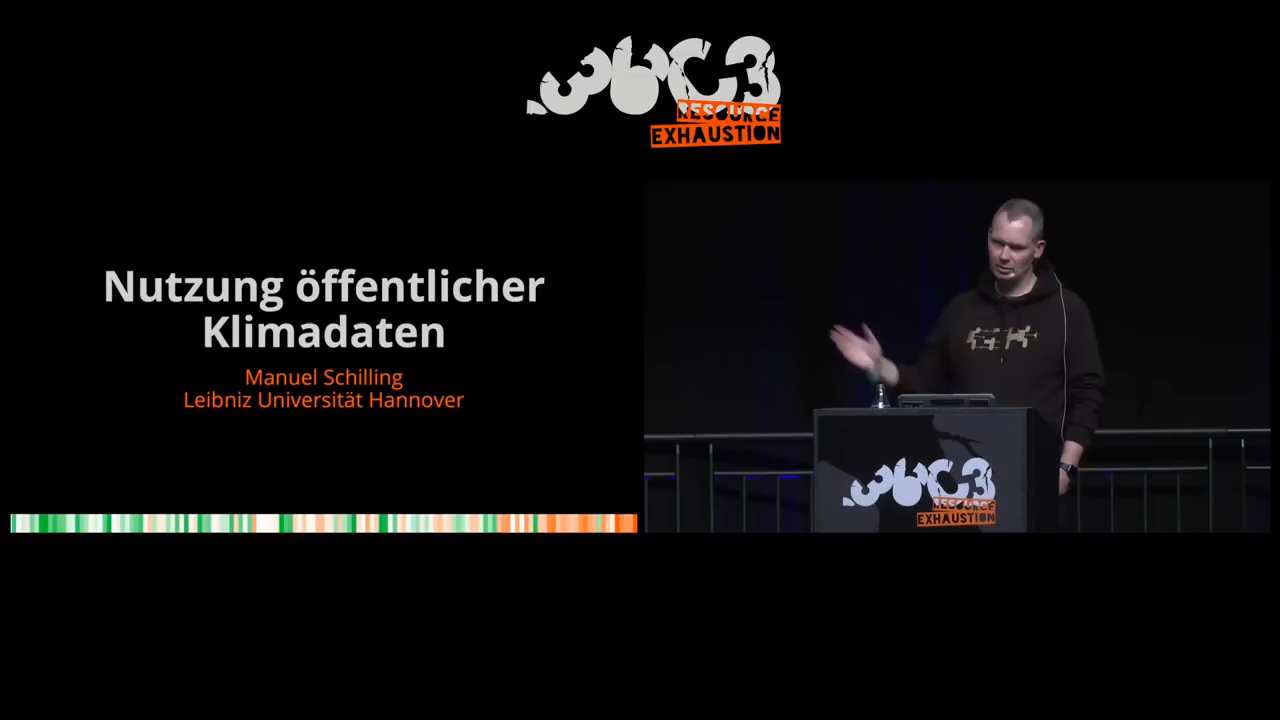 36C3
RESOURCE
EXHAUSTION
Nutzung öffentlicher
Klimadaten
Manuel Schilling
Leibniz Universität Hannover
36C3
RESOURCE
EXHAUSTION